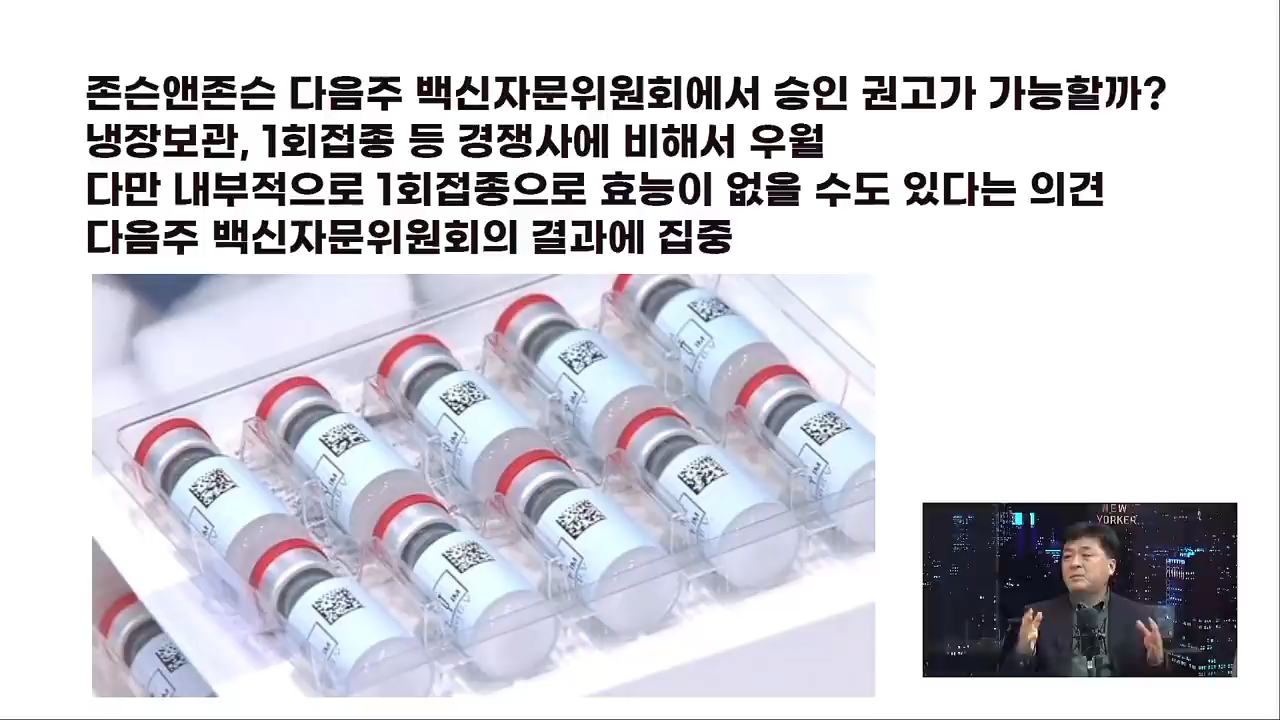 존슨앤존슨 다음주 백신자문위원회에서 승인 권고가 가능할까?
냉장보관, 1회접종 등 경쟁사에 비해서 우월
다만 내부적으로 1회접종으로 효능이 없을 수도 있다는 의견
다음주 백신자문위원회의 결과에 집중
NEW
YORKER